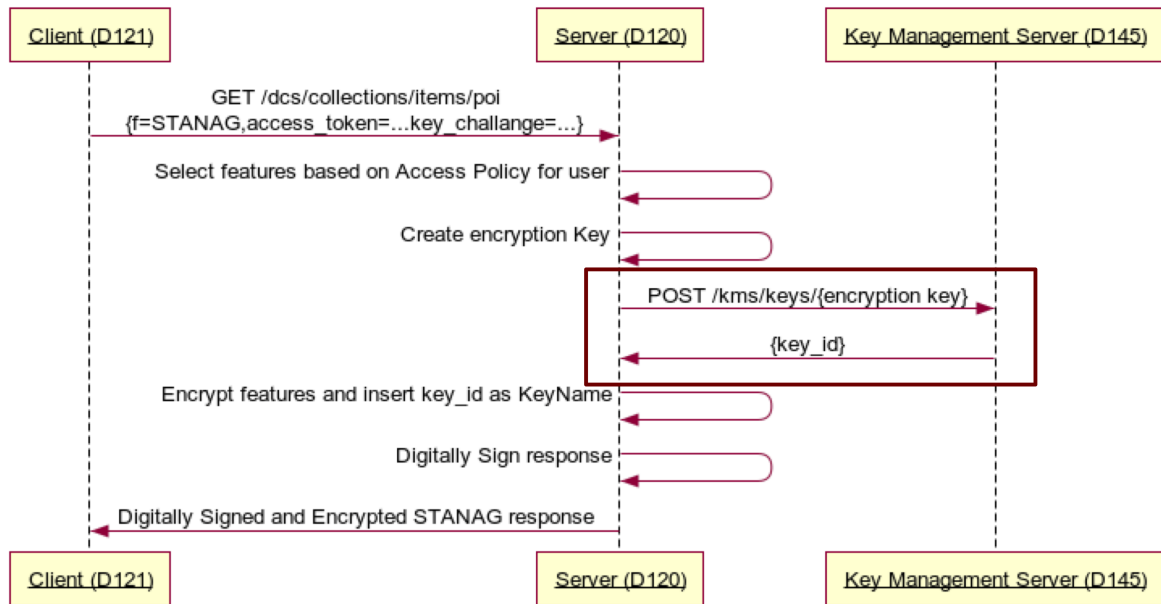 Client (D121)
Server (D120)
Key Management Server (D145)
GET /dcs/collections/items/poi
{f=STANAG,access_token=...key_challange=...}
Select features based on Access Policy for user
Create encryption Key
POST /kms/keys/{encryption key}
{key_id}
Encrypt features and insert key_id as KeyName
Digitally Sign response
Digitally Signed and Encrypted STANAG response
Client (D121)
Server (D120)
Key Management Server (D145)